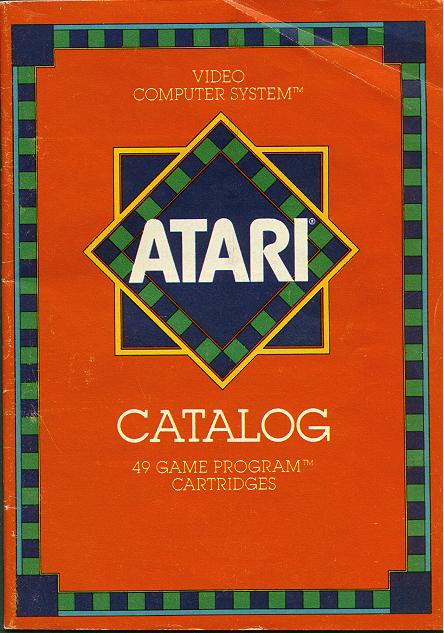 VIDEO
COMPUTER SYSTEM™
ATARI®
CATALOG
49 GAME PROGRAM™
CARTRIDGES